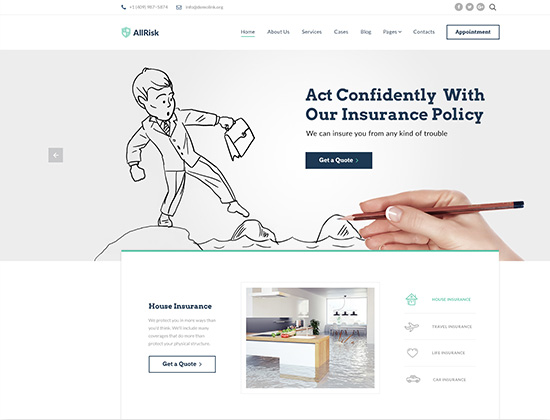 +1 (409) 987–5874 info@demolink.org
AllRisk
Home About Us Services Cases Blog Pages Contacts Appointment
Act Confidently With
Our Insurance Policy
We can insure you from any kind of trouble
Get a Quote
House Insurance
We protect you in more ways than
you'd think. We'll include many
coverages that do more than
protect your physical structure.
Get a Quote
HOUSE INSURANCE
TRAVEL INSURANCE
LIFE INSURANCE
CAR INSURANCE